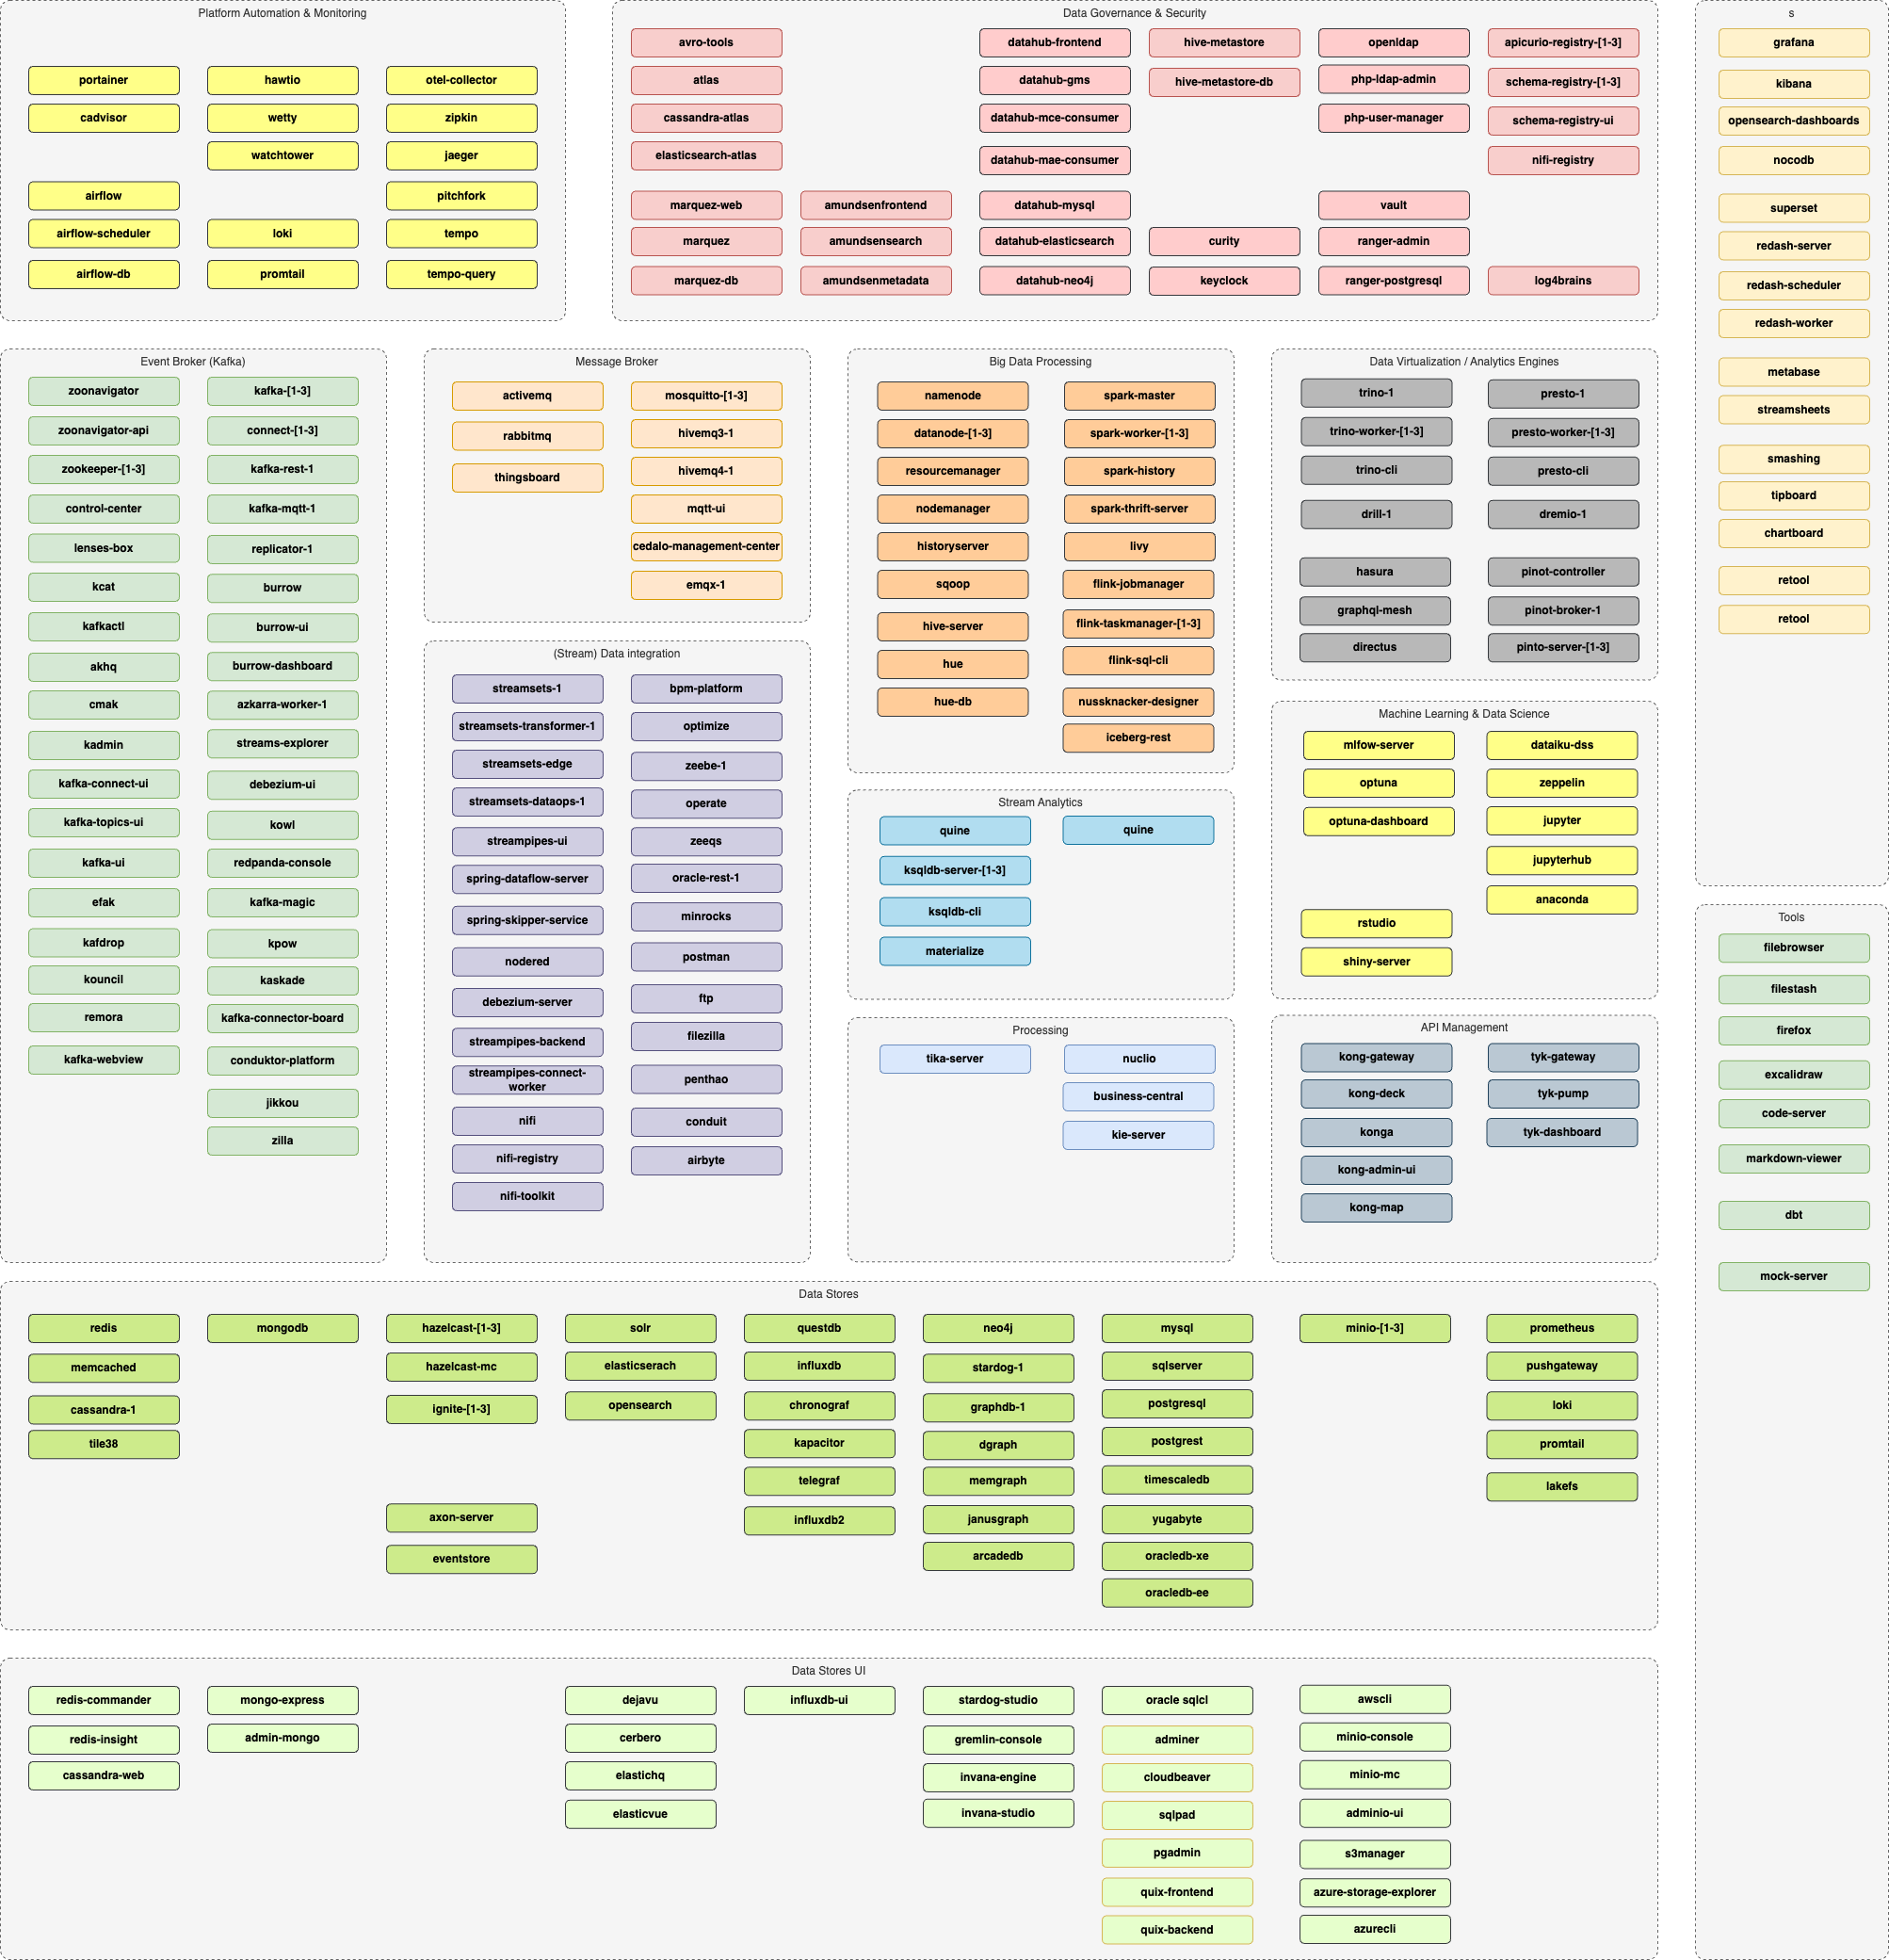 Platform Automation & Monitoring
portainer
cadvisor
airflow
airflow-scheduler
airflow-db
hawtio
wetty
watchtower
loki
promtail
otel-collector
zipkin
jaeger
pitchfork
tempo
tempo-query
Data Governance & Security
avro-tools
atlas
cassandra-atlas
elasticsearch-atlas
marquez-web
marquez
marquez-db
amundsenfrontend
amundsensearch
amundsenmetadata
datahub-frontend
datahub-gms
datahub-mce-consumer
datahub-mae-consumer
datahub-mysql
datahub-elasticsearch
datahub-neo4j
hive-metastore
hive-metastore-db
curity
keyclock
openldap
php-ldap-admin
php-user-manager
vault
ranger-admin
ranger-postgresql
apicurio-registry-[1-3]
schema-registry-[1-3]
schema-registry-ui
nifi-registry
log4brains
s
grafana
kibana
opensearch-dashboards
nocodb
superset
redash-server
redash-scheduler
redash-worker
metabase
streamsheets
smashing
tipboard
chartboard
retool
retool
Event Broker (Kafka)
zoonavigator
zoonavigator-api
zookeeper-[1-3]
control-center
lenses-box
kcat
kafkactl
akhq
cmak
kadmin
kafka-connect-ui
kafka-topics-ui
kafka-ui
efak
kafdrop
kouncil
remora
kafka-webview
kafka-[1-3]
connect-[1-3]
kafka-rest-1
kafka-mqtt-1
replicator-1
burrow
burrow-ui
burrow-dashboard
azkarra-worker-1
streams-explorer
debezium-ui
kowl
redpanda-console
kafka-magic
kpow
kaskade
kafka-connector-board
conduktor-platform
jikkou
zilla
Message Broker
activemq
rabbitmq
thingsboard
mosquitto-[1-3]
hivemq3-1
hivemq4-1
mqtt-ui
cedalo-management-center
emqx-1
(Stream) Data integration
streamsets-1
streamsets-transformer-1
streamsets-edge
streamsets-dataops-1
streampipes-ui
spring-dataflow-server
spring-skipper-service
nodered
debezium-server
streampipes-backend
streampipes-connect-
worker
nifi
nifi-registry
nifi-toolkit
bpm-platform
optimize
zeebe-1
operate
zeeqs
oracle-rest-1
minrocks
postman
ftp
filezilla
penthao
conduit
airbyte
Big Data Processing
namenode
datanode-[1-3]
resourcemanager
nodemanager
historyserver
sqoop
hive-server
hue
hue-db
spark-master
spark-worker-[1-3]
spark-history
spark-thrift-server
livy
flink-jobmanager
flink-taskmanager-[1-3]
flink-sql-cli
nussknacker-designer
iceberg-rest
Stream Analytics
quine
ksqldb-server-[1-3]
ksqldb-cli
materialize
quine
Processing
tika-server
nuclio
business-central
kie-server
Data Virtualization / Analytics Engines
trino-1
trino-worker-[1-3]
trino-cli
drill-1
hasura
graphql-mesh
directus
presto-1
presto-worker-[1-3]
presto-cli
dremio-1
pinot-controller
pinot-broker-1
pinto-server-[1-3]
Machine Learning & Data Science
mlfow-server
optuna
optuna-dashboard
rstudio
shiny-server
dataiku-dss
zeppelin
jupyter
jupyterhub
anaconda
API Management
kong-gateway
kong-deck
konga
kong-admin-ui
kong-map
tyk-gateway
tyk-pump
tyk-dashboard
Tools
filebrowser
filestash
firefox
excalidraw
code-server
markdown-viewer
dbt
mock-server
Data Stores
redis
memcached
cassandra-1
tile38
mongodb
hazelcast-[1-3]
hazelcast-mc
ignite-[1-3]
axon-server
eventstore
solr
elasticserach
opensearch
questdb
influxdb
chronograf
kapacitor
telegraf
influxdb2
neo4j
stardog-1
graphdb-1
dgraph
memgraph
janusgraph
arcadedb
mysql
sqlserver
postgresql
postgrest
timescaledb
yugabyte
oracledb-xe
oracledb-ee
minio-[1-3]
prometheus
pushgateway
loki
promtail
lakefs
Data Stores UI
redis-commander
redis-insight
cassandra-web
mongo-express
admin-mongo
dejavu
cerbero
elastichq
elasticvue
influxdb-ui
stardog-studio
gremlin-console
invana-engine
invana-studio
oracle sqlcl
adminer
cloudbeaver
sqlpad
pgadmin
quix-frontend
quix-backend
awscli
minio-console
minio-mc
adminio-ui
s3manager
azure-storage-explorer
azurecli